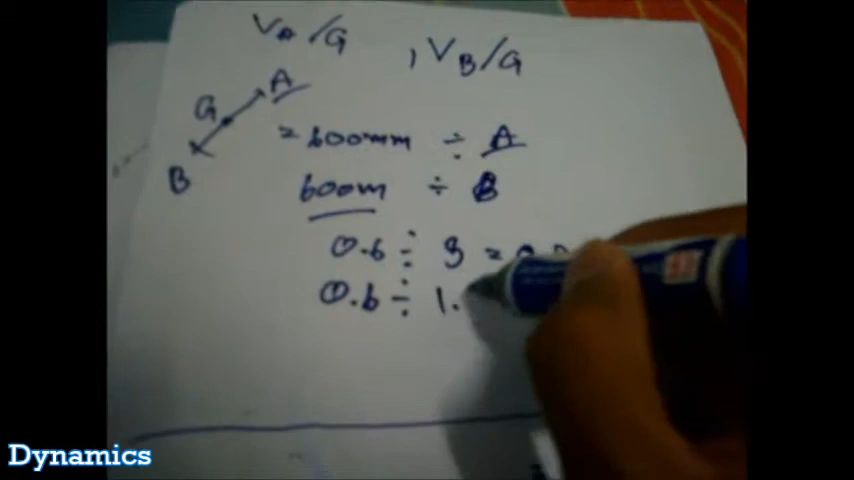 VA/G , VB/G
G A
B
= 600mm ÷ A
600m ÷ B
0.6 ÷ 3 =
0.6 ÷ 1.
Dynamics